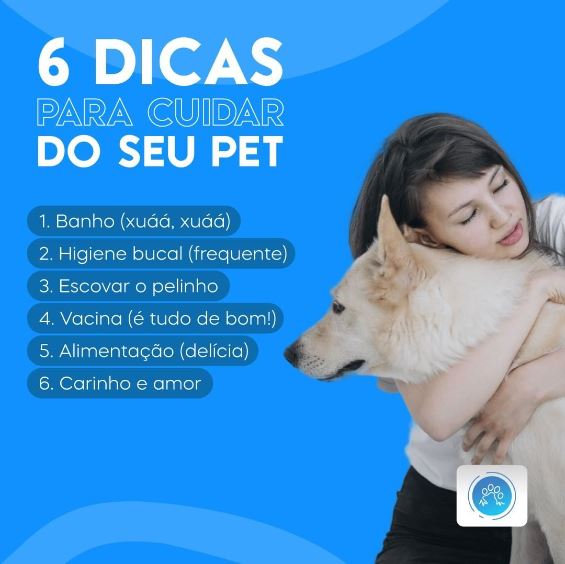 6 DICAS
PARA CUIDAR
DO SEU PET
1. Banho (xuáá, xuáá)
2. Higiene bucal (frequente)
3. Escovar o pelinho
4. Vacina (é tudo de bom!)
5. Alimentação (delícia)
6. Carinho e amor